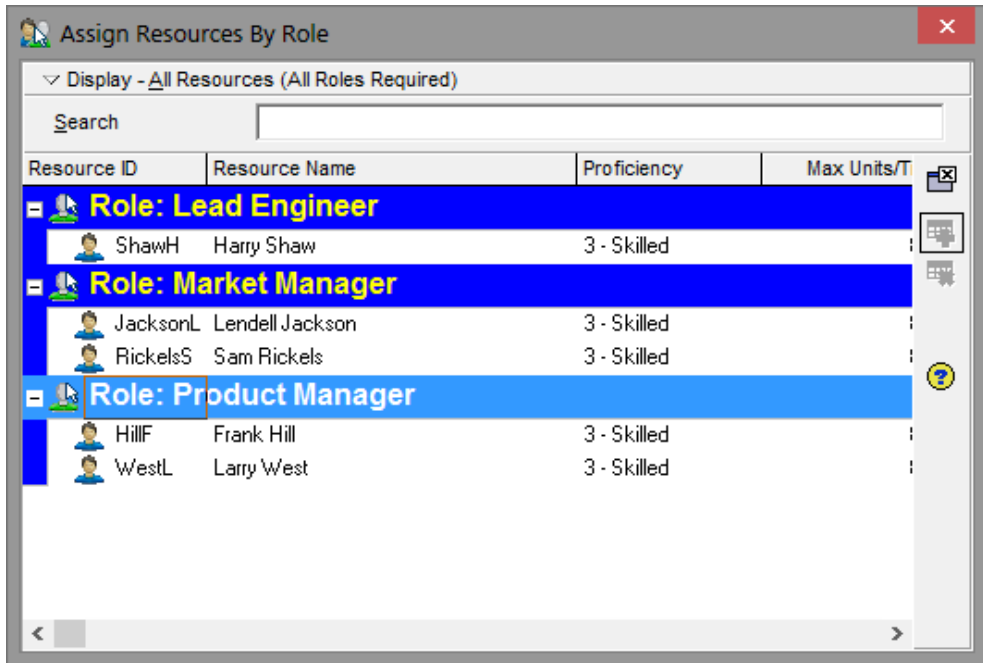 Assign Resources By Role
Display - All Resources (All Roles Required)
Search
Resource ID Resource Name Proficiency Max Units/Ti
Role: Lead Engineer
ShawH Harry Shaw 3 - Skilled
Role: Market Manager
JacksonL Lendell Jackson 3 - Skilled
RickelsS Sam Rickels 3 - Skilled
Role: Product Manager
HillF Frank Hill 3 - Skilled
WestL Larry West 3 - Skilled